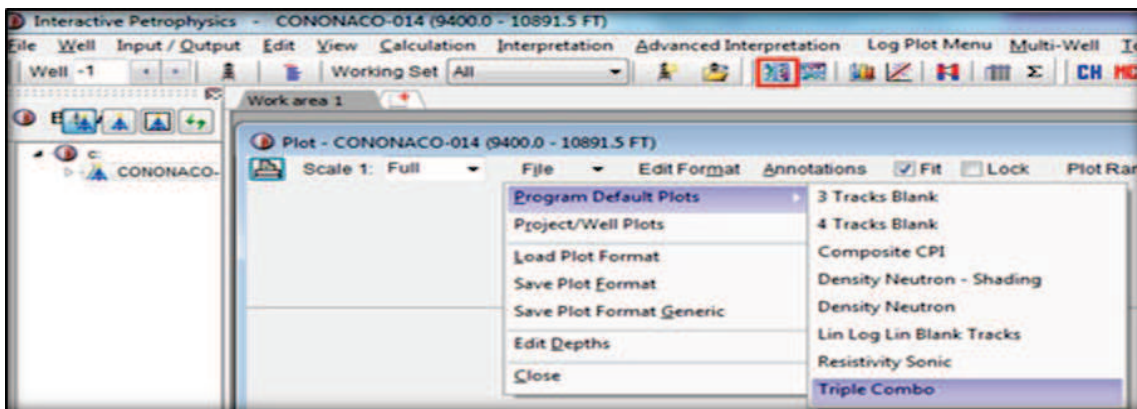 Interactive Petrophysics - CONONACO-014 (9400.0 - 10891.5 FT)
File Well Input / Output Edit View Calculation Interpretation Advanced Interpretation Log Plot Menu Multi-Well
Well -1 Working Set All Σ CH
Work area 1
c:
CONONACO-
Plot - CONONACO-014 (9400.0 - 10891.5 FT)
Scale 1: Full File Edit Format Annotations Fit Lock Plot Ran
Program Default Plots
Project/Well Plots
Load Plot Format
Save Plot Format
Save Plot Format Generic
Edit Depths
Close
3 Tracks Blank
4 Tracks Blank
Composite CPI
Density Neutron - Shading
Density Neutron
Lin Log Lin Blank Tracks
Resistivity Sonic
Triple Combo